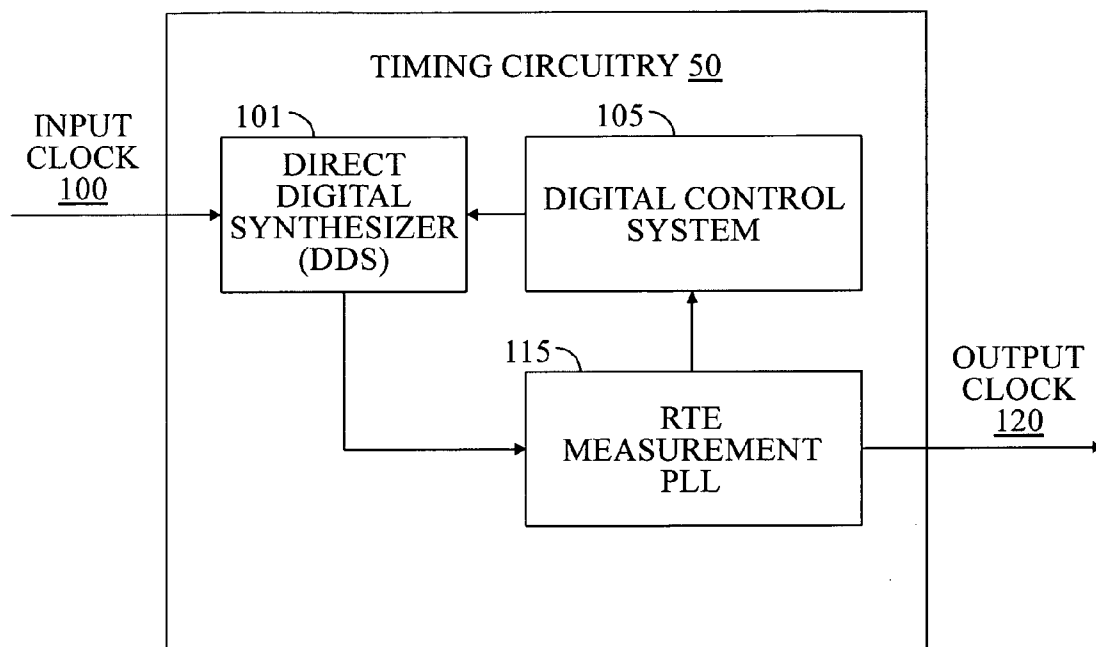 TIMING CIRCUITRY 50
INPUT
CLOCK
100
101
DIRECT
DIGITAL
SYNTHESIZER
(DDS)
105
DIGITAL CONTROL
SYSTEM
115
RTE
MEASUREMENT
PLL
OUTPUT
CLOCK
120